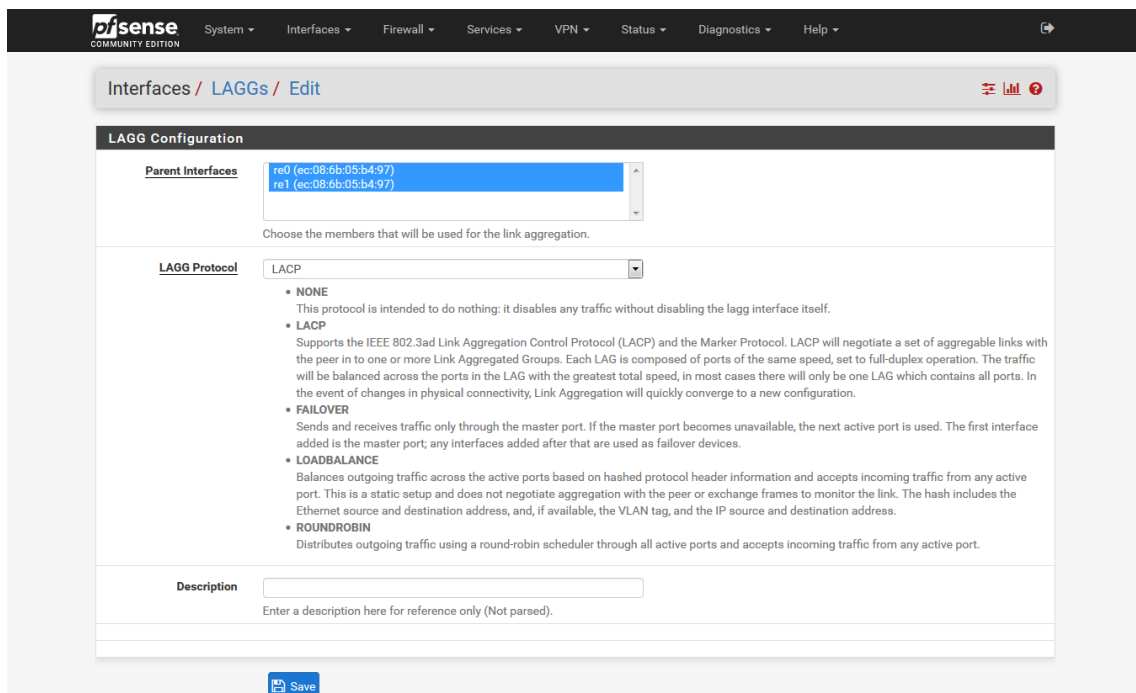 pfsense
COMMUNITY EDITION
System Interfaces Firewall Services VPN Status Diagnostics Help
Interfaces / LAGGs / Edit
LAGG Configuration
Parent Interfaces
re0 (ec:08:6b:05:b4:97)
re1 (ec:08:6b:05:b4:97)
Choose the members that will be used for the link aggregation.
LAGG Protocol
LACP
• NONE
This protocol is intended to do nothing: it disables any traffic without disabling the lagg interface itself.
• LACP
Supports the IEEE 802.3ad Link Aggregation Control Protocol (LACP) and the Marker Protocol. LACP will negotiate a set of aggregable links with
the peer in to one or more Link Aggregated Groups. Each LAG is composed of ports of the same speed, set to full-duplex operation. The traffic
will be balanced across the ports in the LAG with the greatest total speed, in most cases there will only be one LAG which contains all ports. In
the event of changes in physical connectivity, Link Aggregation will quickly converge to a new configuration.
• FAILOVER
Sends and receives traffic only through the master port. If the master port becomes unavailable, the next active port is used. The first interface
added is the master port; any interfaces added after that are used as failover devices.
• LOADBALANCE
Balances outgoing traffic across the active ports based on hashed protocol header information and accepts incoming traffic from any active
port. This is a static setup and does not negotiate aggregation with the peer or exchange frames to monitor the link. The hash includes the
Ethernet source and destination address, and, if available, the VLAN tag, and the IP source and destination address.
• ROUNDROBIN
Distributes outgoing traffic using a round-robin scheduler through all active ports and accepts incoming traffic from any active port.
Description
Enter a description here for reference only (Not parsed).
Save